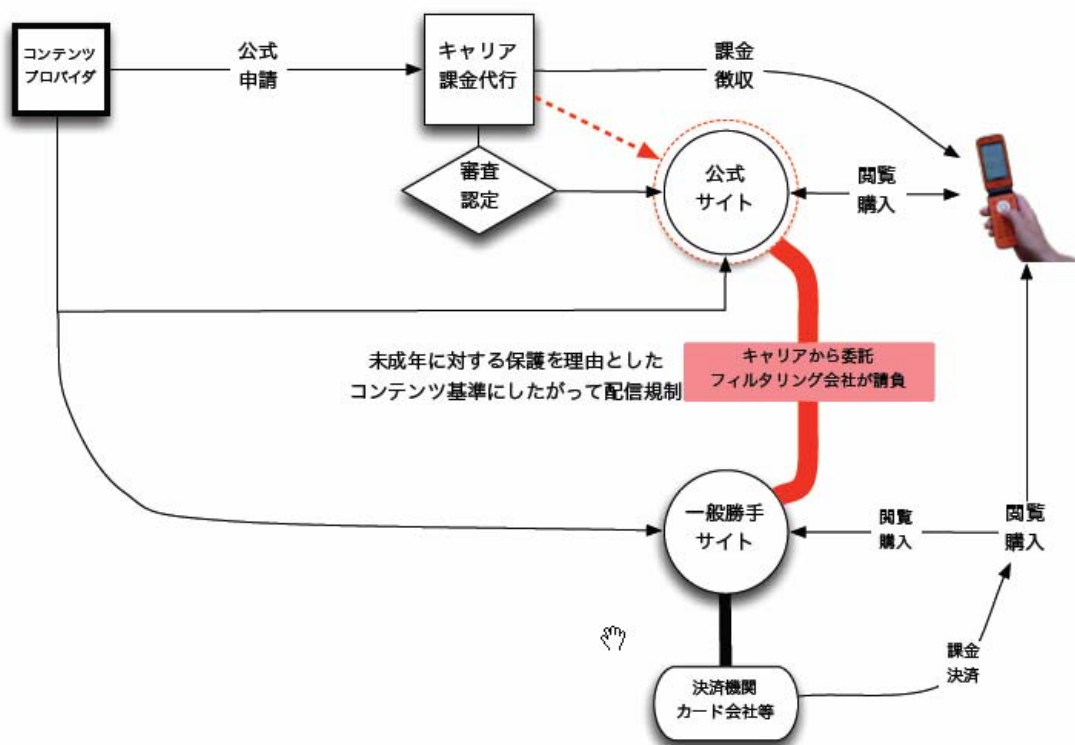 コンテンツ
プロバイダ
公式
申請
キャリア
課金代行
課金
徴収
審査
認定
公式
サイト
閲覧
購入
未成年に対する保護を理由とした
コンテンツ基準にしたがって配信規制
キャリアから委託
フィルタリング会社が請負
一般勝手
サイト
閲覧
購入
閲覧
購入
決済機関
カード会社等
課金
決済